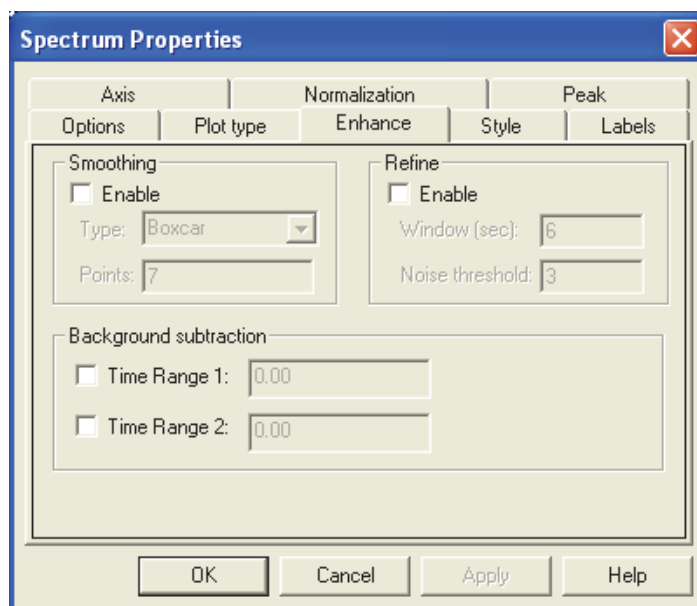 Spectrum Properties
Axis Normalization Peak
Options Plot type Enhance Style Labels
Smoothing Refine
Enable Enable
Type: Boxcar Window (sec): 6
Points: 7 Noise threshold: 3
Background subtraction
Time Range 1: 0.00
Time Range 2: 0.00
OK Cancel Apply Help